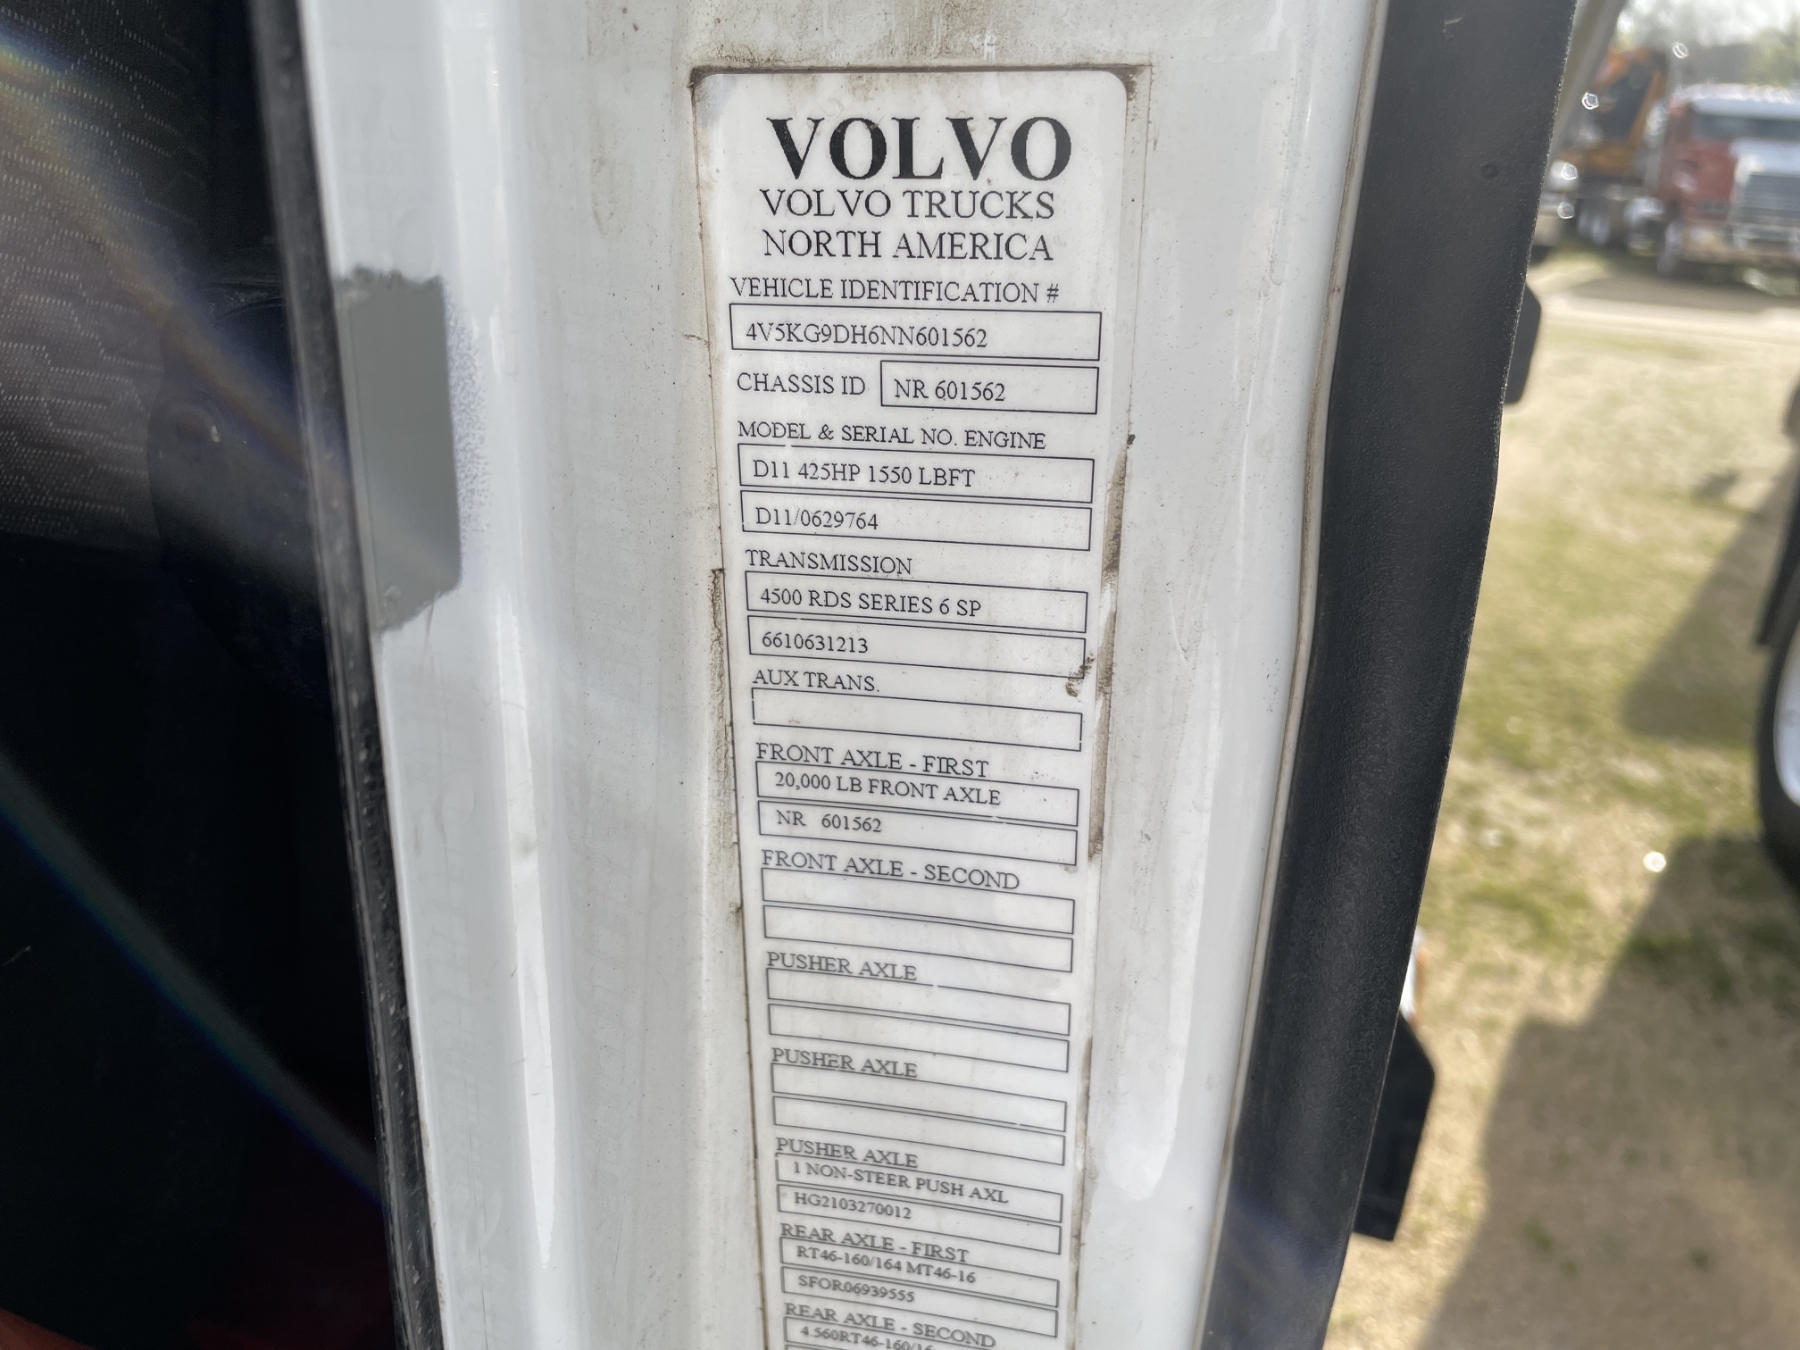 VOLVO
VOLVO TRUCKS
NORTH AMERICA
VEHICLE IDENTIFICATION #
4V5KG9DH6NN601562
CHASSIS ID NR 601562
MODEL & SERIAL NO. ENGINE
D11 425HP 1550 LBFT
D11/0629764
TRANSMISSION
4500 RDS SERIES 6 SP
6610631213
AUX TRANS.
FRONT AXLE - FIRST
20,000 LB FRONT AXLE
NR 601562
FRONT AXLE - SECOND
PUSHER AXLE
PUSHER AXLE
PUSHER AXLE
1 NON-STEER PUSH AXL
HG2103270012
REAR AXLE - FIRST
RT46-160/164 MT46-16
SFOR06939555
REAR AXLE - SECOND